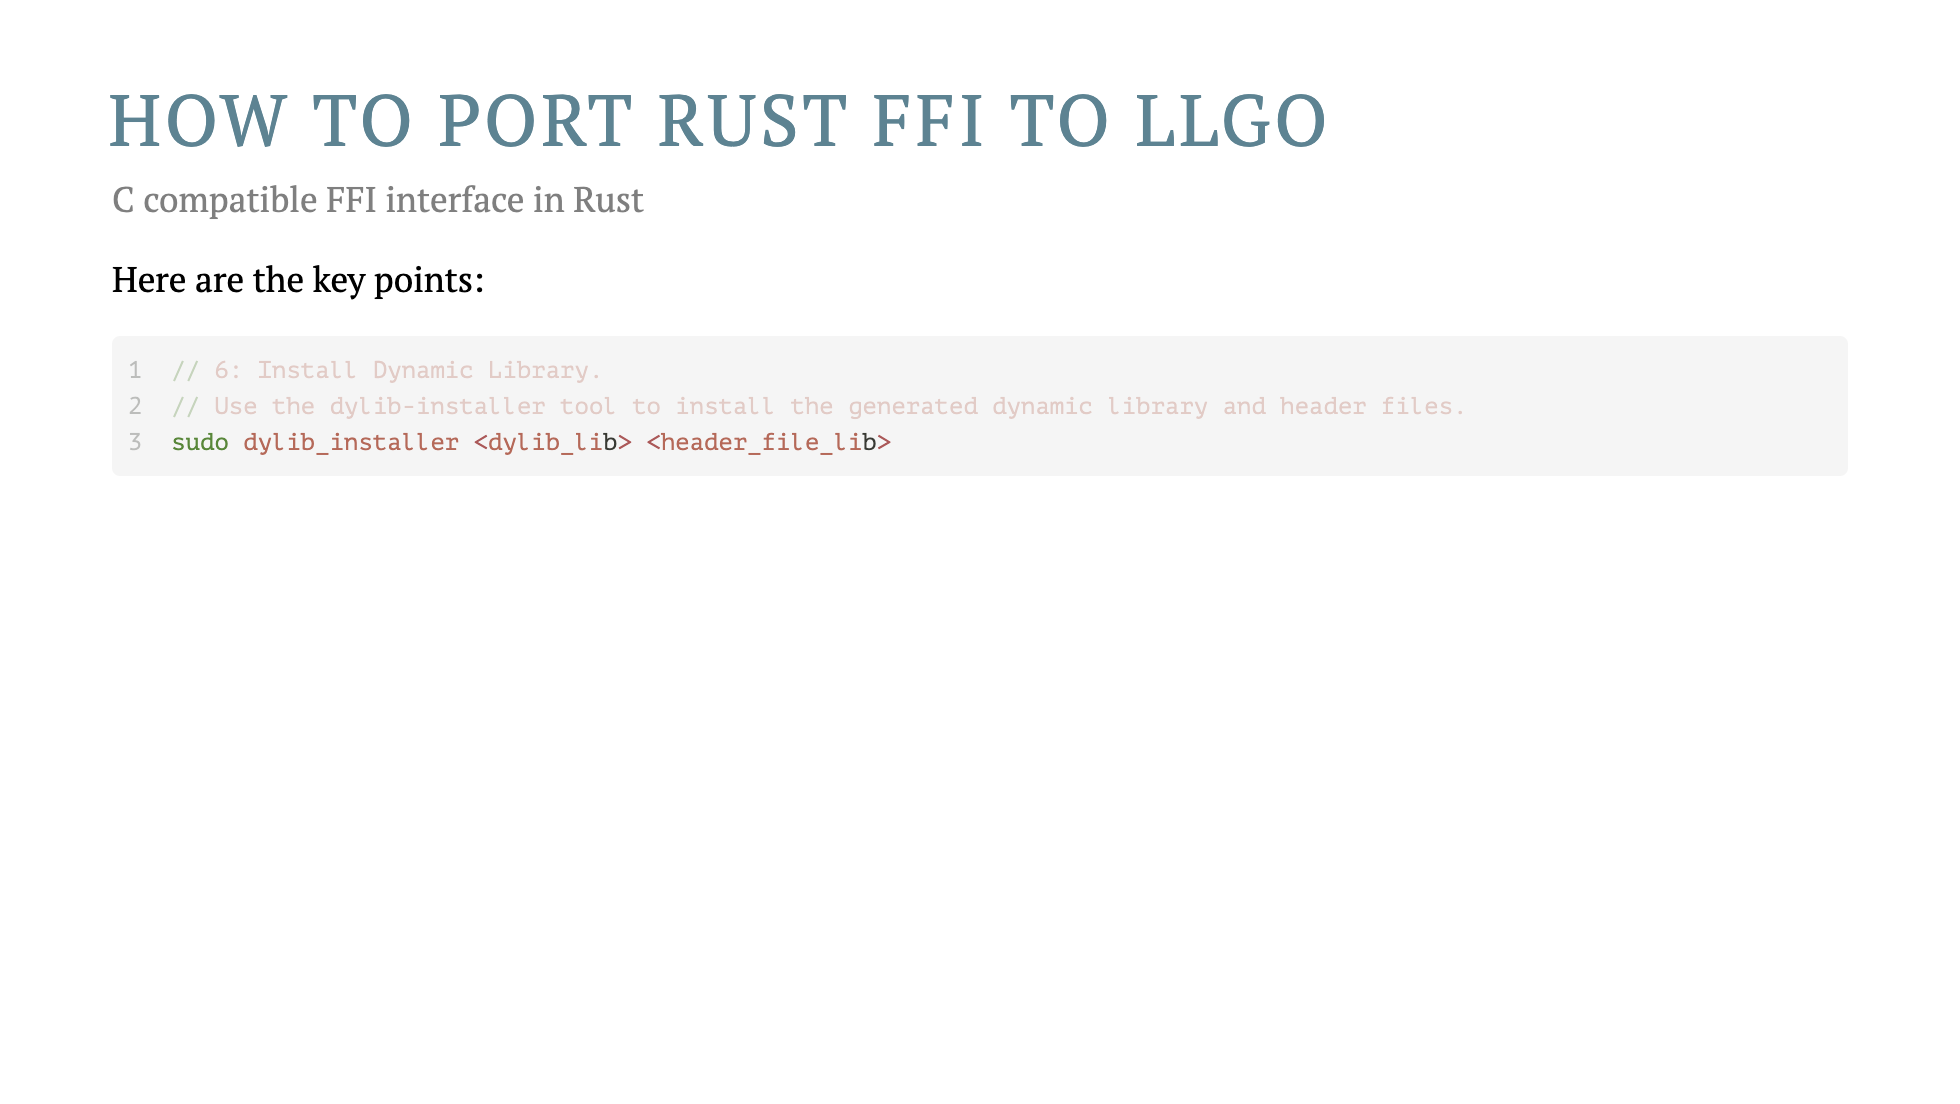 HOW TO PORT RUST FFI TO LLGO
C compatible FFI interface in Rust
Here are the key points:
1 // 6: Install Dynamic Library.
2 // Use the dylib-installer tool to install the generated dynamic library and header files.
3 sudo dylib_installer <dylib_lib> <header_file_lib>